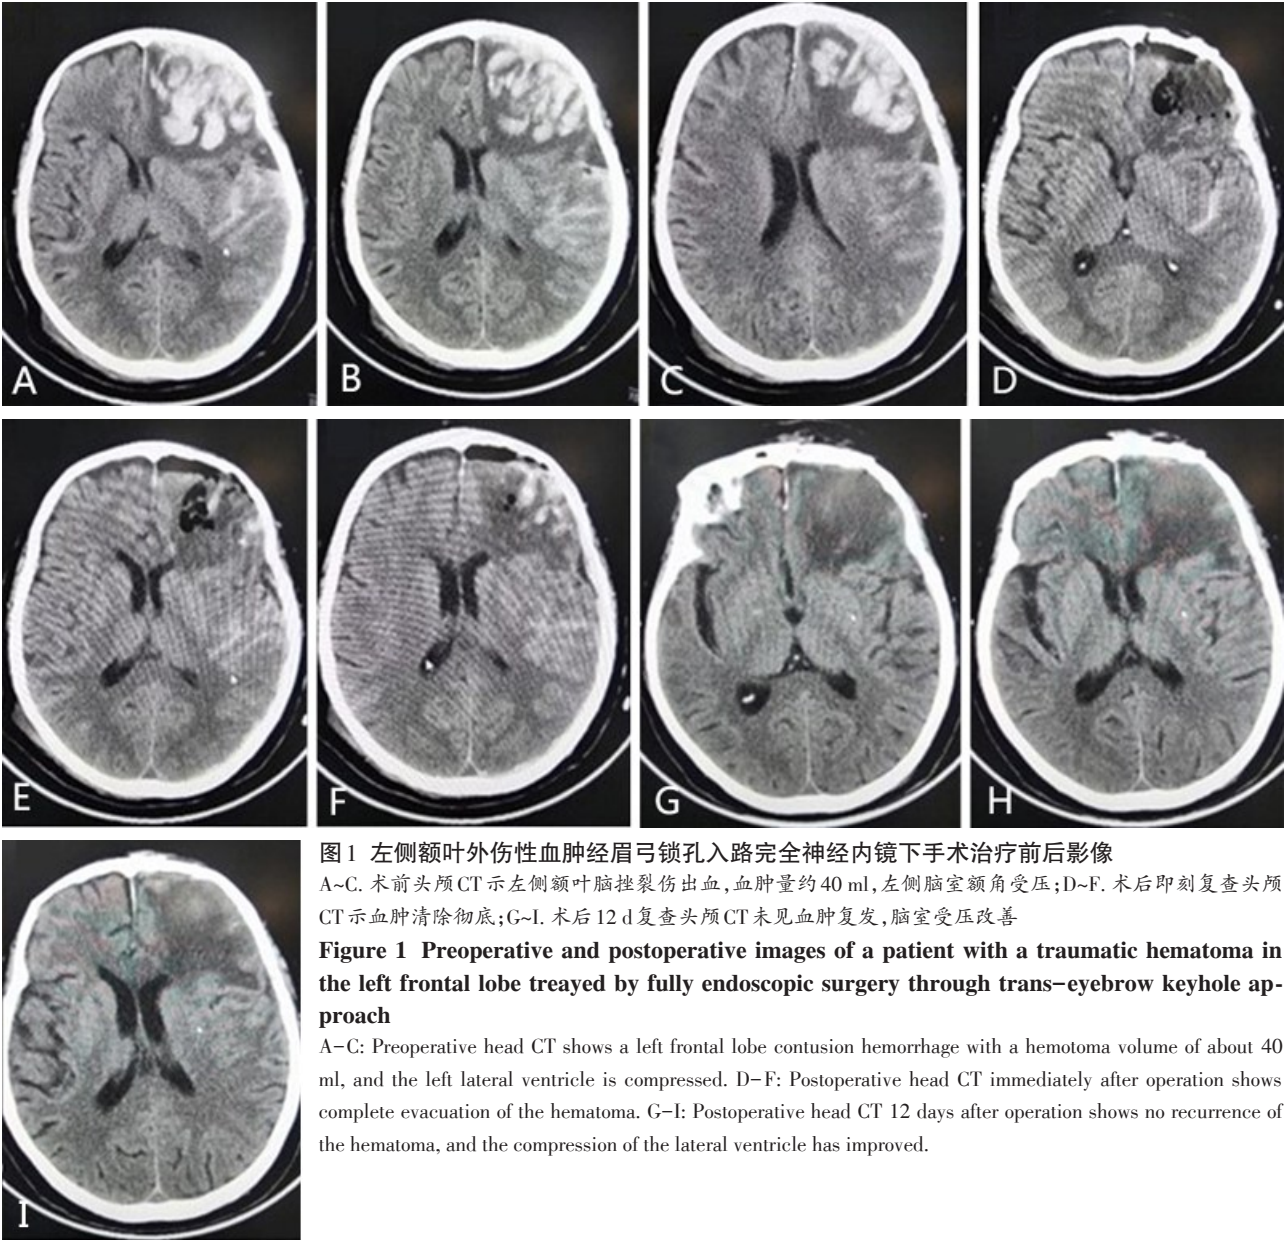 A
B
C
D
E
F
G
H
I
图1 左侧额叶外伤性血肿经眉弓锁孔入路完全神经内镜下手术治疗前后影像
A~C. 术前头颅CT示左侧额叶脑挫裂伤出血,血肿量约40 ml,左侧脑室额角受压;D~F. 术后即刻复查头颅
CT示血肿清除彻底;G~I. 术后12 d复查头颅CT未见血肿复发,脑室受压改善
Figure 1 Preoperative and postoperative images of a patient with a traumatic hematoma in
the left frontal lobe treayed by fully endoscopic surgery through trans-eyebrow keyhole ap-
proach
A-C: Preoperative head CT shows a left frontal lobe contusion hemorrhage with a hemotoma volume of about 40
ml, and the left lateral ventricle is compressed. D-F: Postoperative head CT immediately after operation shows
complete evacuation of the hematoma. G-I: Postoperative head CT 12 days after operation shows no recurrence of
the hematoma, and the compression of the lateral ventricle has improved.